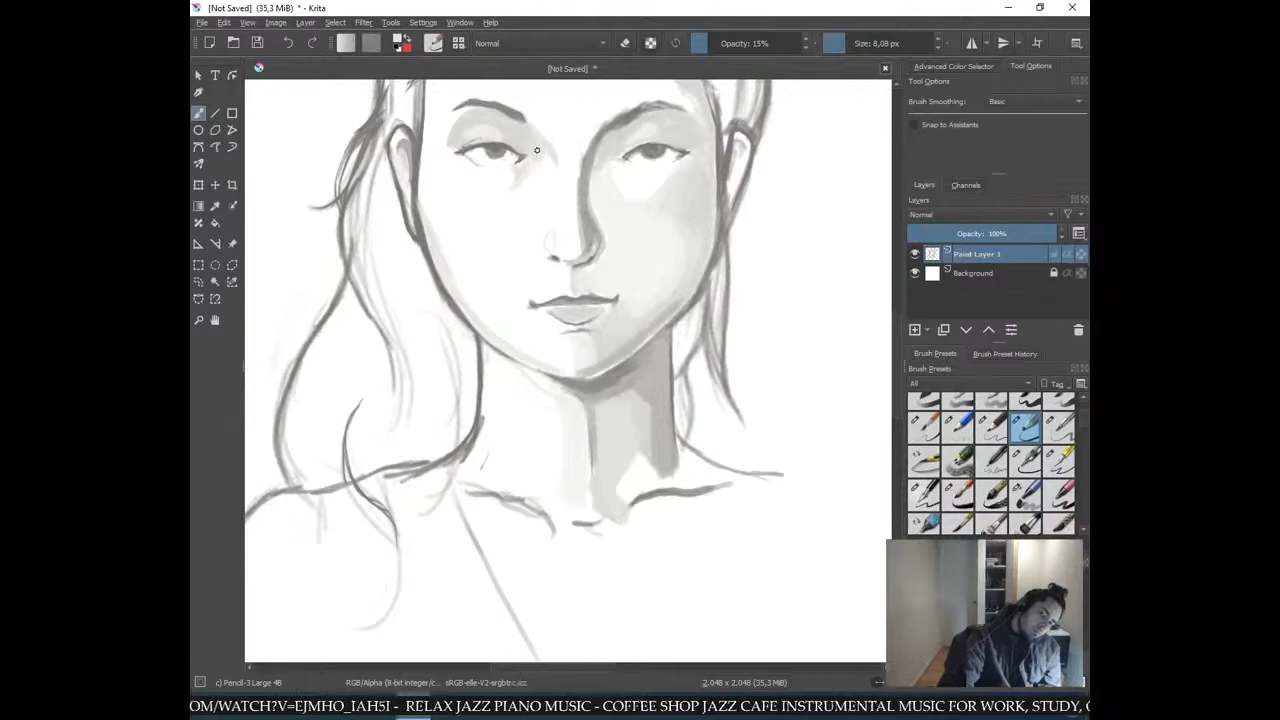 [Not Saved] (35,3 MiB) * - Krita
File Edit View Image Layer Select Filter Tools Settings Window Help
Normal
Opacity: 15%
Size: 8,08 px
[Not Saved] *
Advanced Color Selector
Tool Options
Tool Options
Brush Smoothing: Basic
Snap to Assistants
Layers
Channels
Layers
Normal
Opacity: 100%
Paint Layer 1
Background
Brush Presets
Brush Preset History
Brush Presets
All
Tag
c) Pencil-3 Large 4B
RGB/Alpha (8-bit integer/c...
sRGB-elle-V2-srgbtrc.icc
2.048 x 2.048 (35,3 MiB)
OM/WATCH?V=EJMHO_IAH5I - RELAX JAZZ PIANO MUSIC - COFFEE SHOP JAZZ CAFE INSTRUMENTAL MUSIC FOR WORK, STUDY,